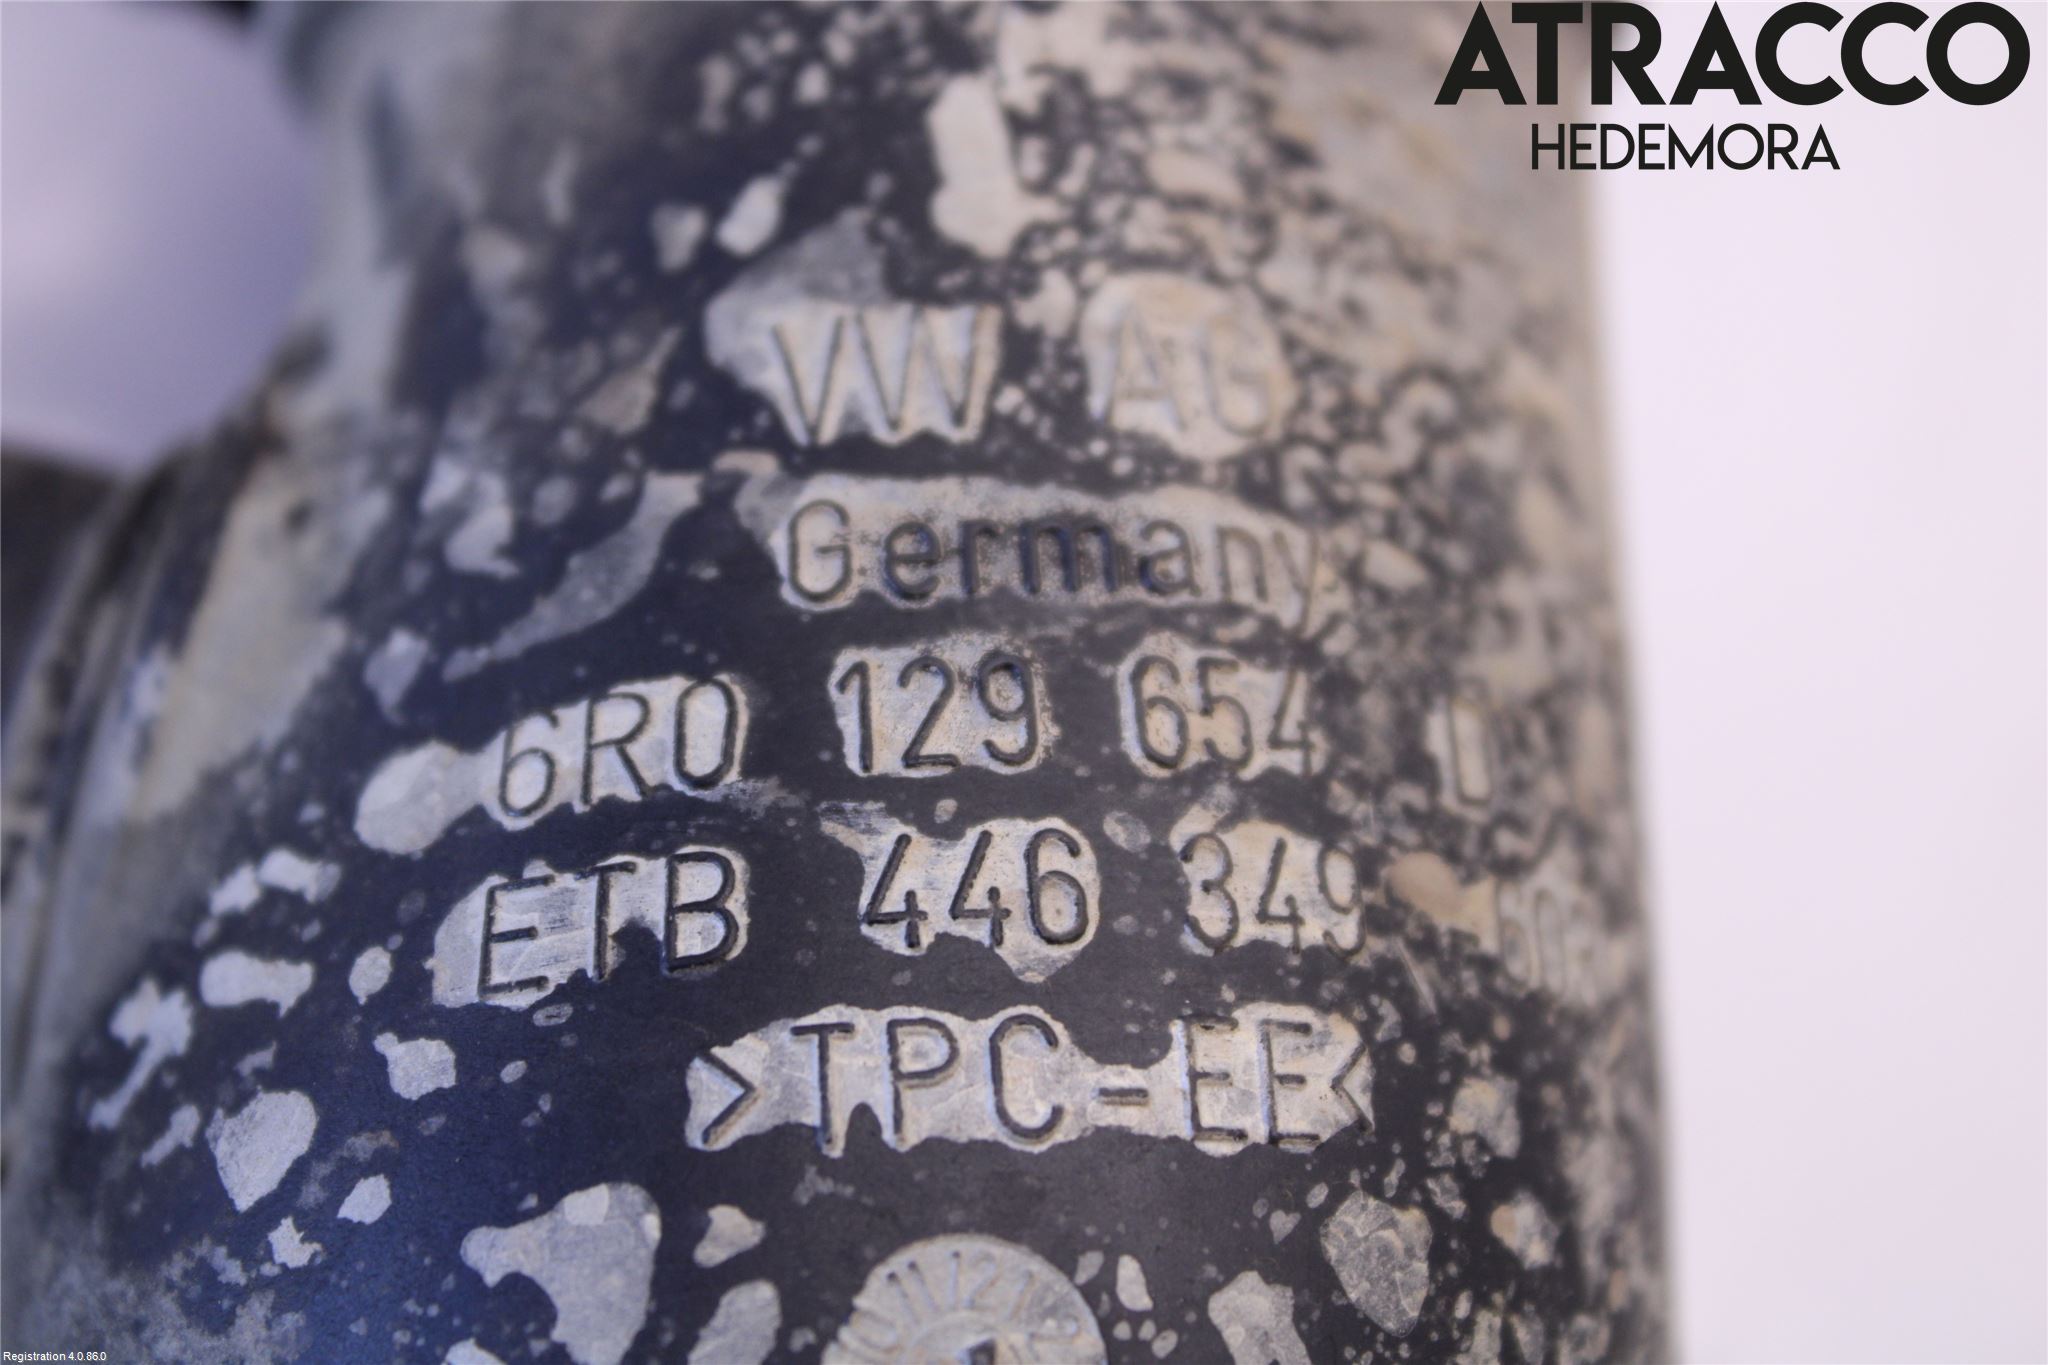 ATRACCO
HEDEMORA
VW AG
Germany
6R0 129 654
ETB 446 349
>TPC-EE<
Registration 4.0.86.0